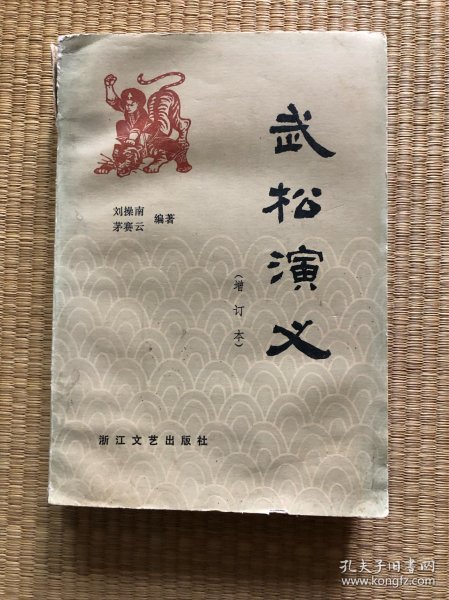 武松演义
(增订本)
刘操南
茅赛云
编著
浙江文艺出版社
孔夫子旧书网
www.kongfz.com